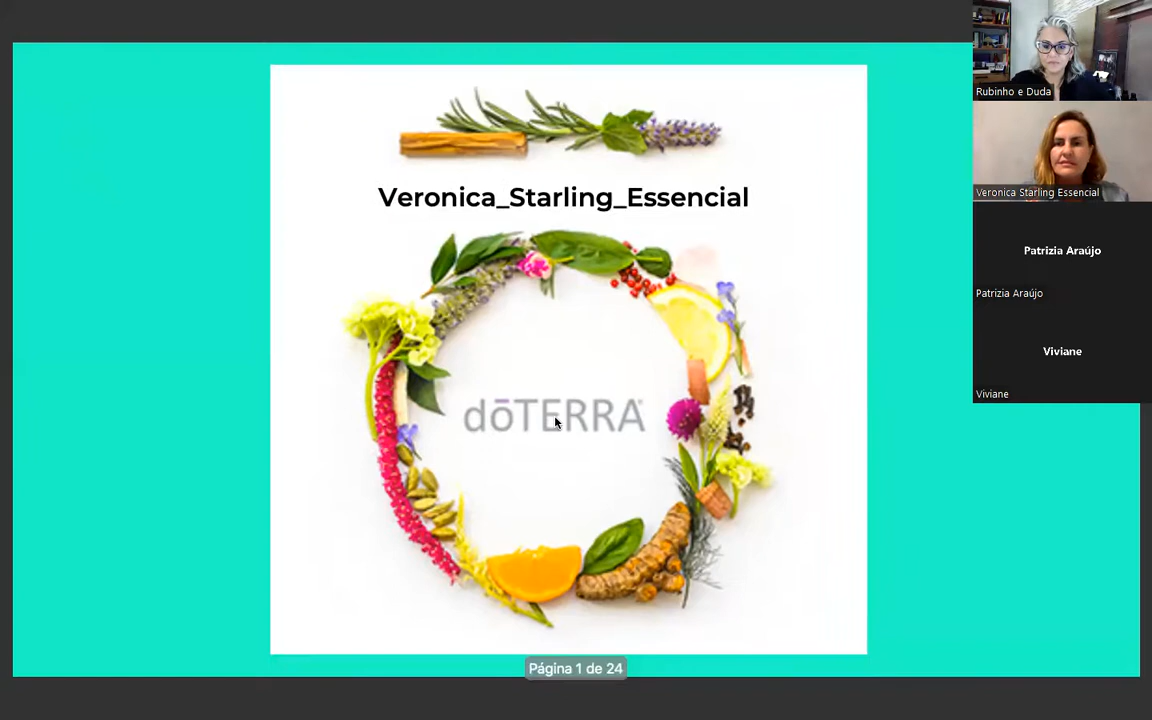 Veronica_Starling_Essencial
dōTERRA
Página 1 de 24
Rubinho e Duda
Veronica Starling Essencial
Patrizia Araújo
Patrizia Araújo
Viviane
Viviane